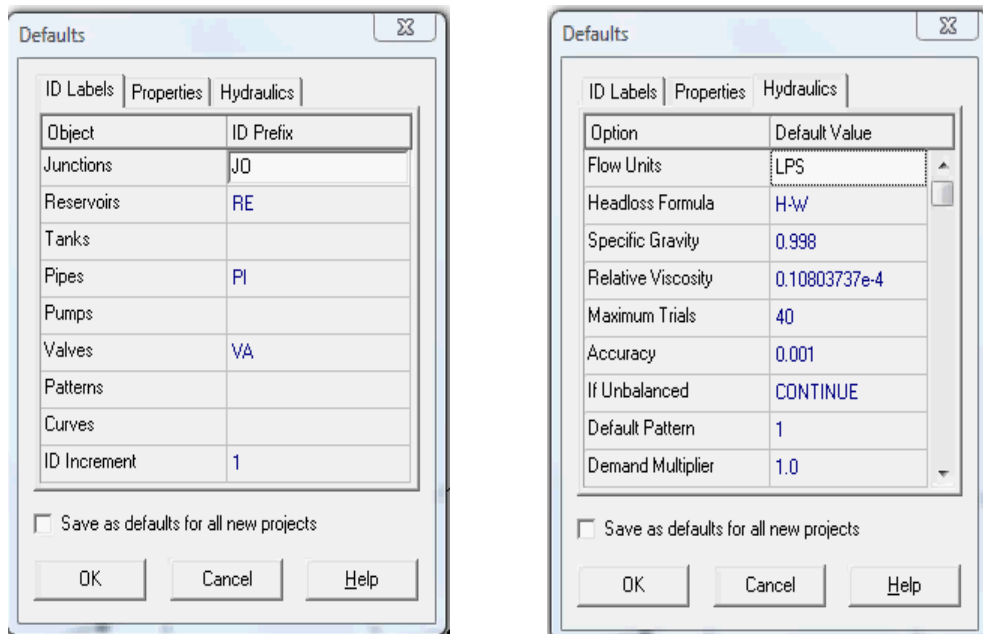 Defaults
ID Labels Properties Hydraulics
Object ID Prefix
Junctions JO
Reservoirs RE
Tanks
Pipes PI
Pumps
Valves VA
Patterns
Curves
ID Increment 1
Save as defaults for all new projects
OK Cancel Help
Defaults
ID Labels Properties Hydraulics
Option Default Value
Flow Units LPS
Headloss Formula H-W
Specific Gravity 0.998
Relative Viscosity 0.10803737e-4
Maximum Trials 40
Accuracy 0.001
If Unbalanced CONTINUE
Default Pattern 1
Demand Multiplier 1.0
Save as defaults for all new projects
OK Cancel Help